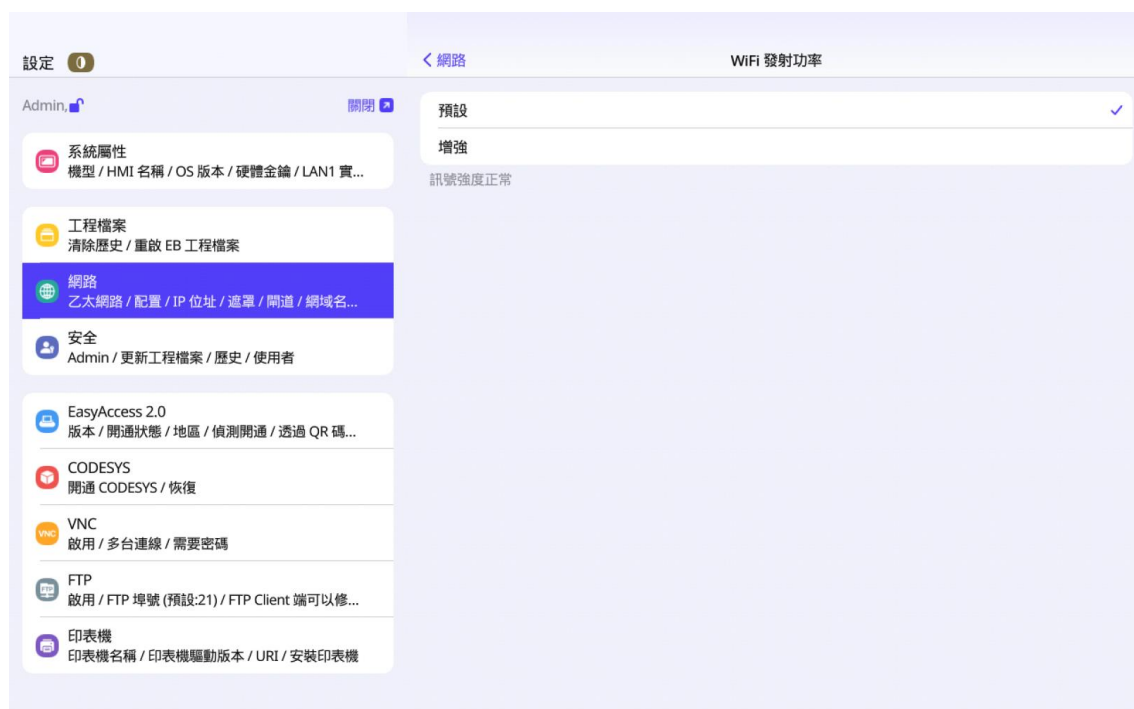 設定
Admin,
關閉
系統屬性
機型 / HMI 名稱 / OS 版本 / 硬體金鑰 / LAN1 實...
工程檔案
清除歷史 / 重啟 EB 工程檔案
網路
乙太網路 / 配置 / IP 位址 / 遮罩 / 閘道 / 網域名...
安全
Admin / 更新工程檔案 / 歷史 / 使用者
EasyAccess 2.0
版本 / 開通狀態 / 地區 / 偵測開通 / 透過 QR 碼...
CODESYS
開通 CODESYS / 恢復
VNC
VNC
啟用 / 多台連線 / 需要密碼
FTP
FTP
啟用 / FTP 埠號 (預設:21) / FTP Client 端可以修...
印表機
印表機名稱 / 印表機驅動版本 / URI / 安裝印表機
網路
WiFi 發射功率
預設
增強
訊號強度正常